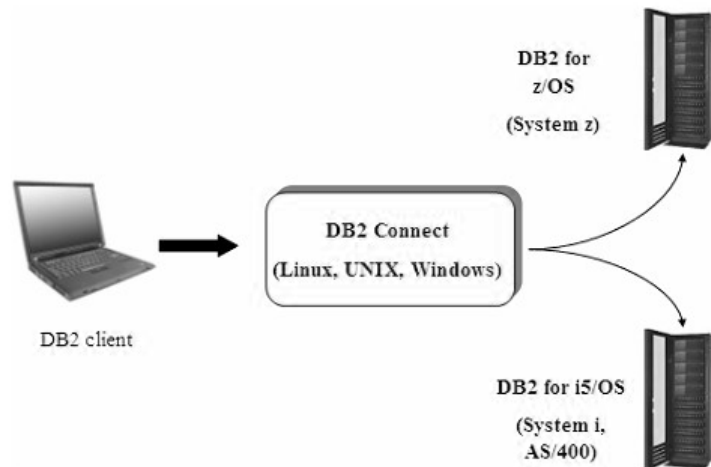 DB2 for
z/OS
(System z)
DB2 Connect
(Linux, UNIX, Windows)
DB2 client
DB2 for i5/OS
(System i,
AS/400)